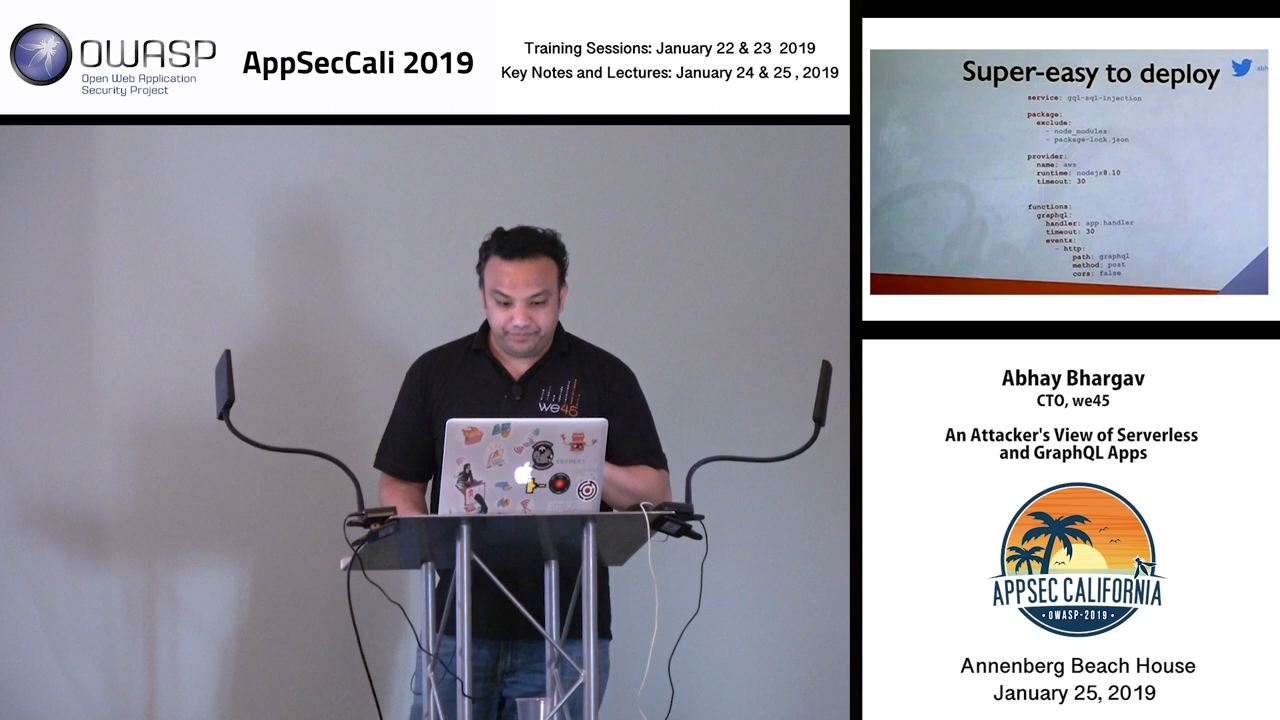 OWASP
Open Web Application
Security Project
AppSecCali 2019
Training Sessions: January 22 & 23 2019
Key Notes and Lectures: January 24 & 25 , 2019
Super-easy to deploy
abh
service: gql-sql-injection
package:
exclude:
- node_modules
- package-lock.json
provider:
name: aws
runtime: nodejs8.10
timeout: 30
functions:
graphql:
handler: app.handler
timeout: 30
events:
- http:
path: graphql
method: post
cors: false
we45
Abhay Bhargav
CTO, we45
An Attacker's View of Serverless
and GraphQL Apps
APPSEC CALIFORNIA
• OWASP-2019 •
Annenberg Beach House
January 25, 2019